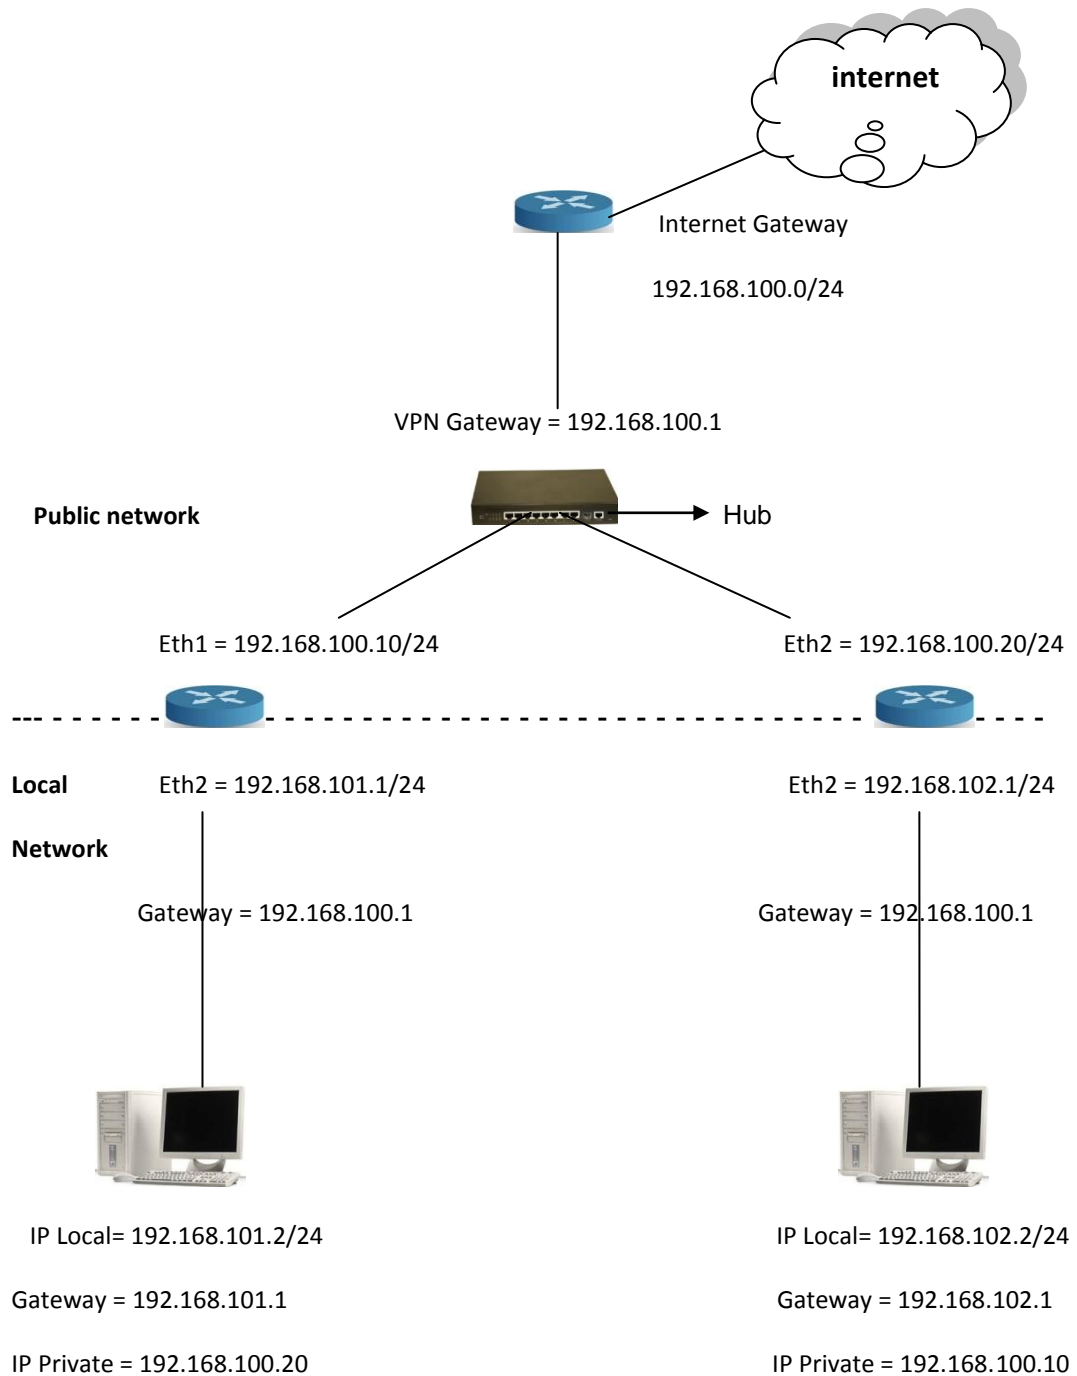 internet
Internet Gateway
192.168.100.0/24
VPN Gateway = 192.168.100.1
Public network
Hub
Eth1 = 192.168.100.10/24
Eth2 = 192.168.100.20/24
Local
Eth2 = 192.168.101.1/24
Eth2 = 192.168.102.1/24
Network
Gateway = 192.168.100.1
Gateway = 192.168.100.1
IP Local= 192.168.101.2/24
IP Local= 192.168.102.2/24
Gateway = 192.168.101.1
Gateway = 192.168.102.1
IP Private = 192.168.100.20
IP Private = 192.168.100.10